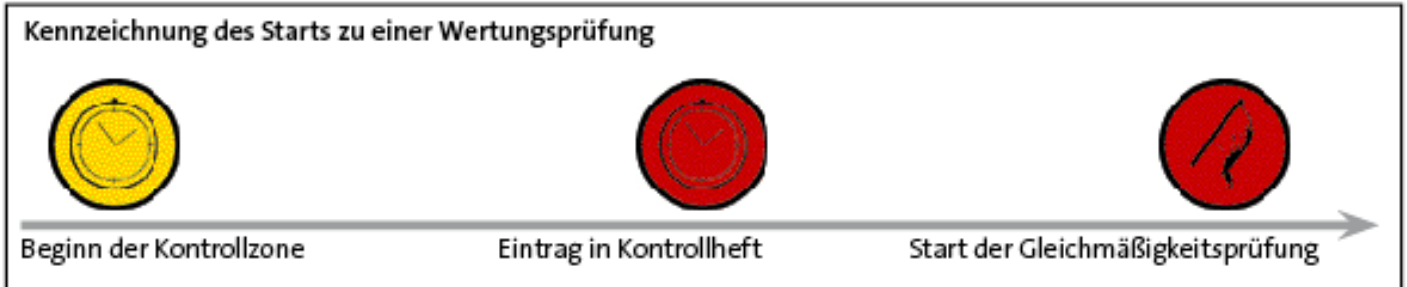 Kennzeichnung des Starts zu einer Wertungsprüfung
Beginn der Kontrollzone
Eintrag in Kontrollheft
Start der Gleichmäßigkeitsprüfung